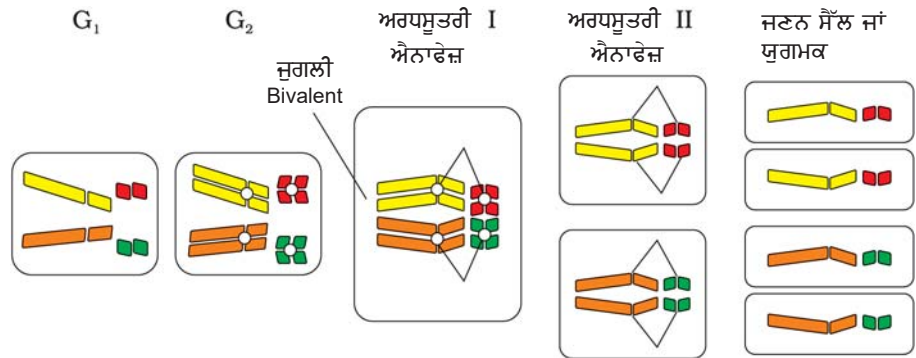 G₁
G₂
ਅਰਧਸੂਤਰੀ I
ਐਨਾਫੇਜ਼
ਅਰਧਸੂਤਰੀ II
ਐਨਾਫੇਜ਼
ਜਣਨ ਸੈੱਲ ਜਾਂ
ਯੁਗਮਕ
ਜੁਗਲੀ
Bivalent